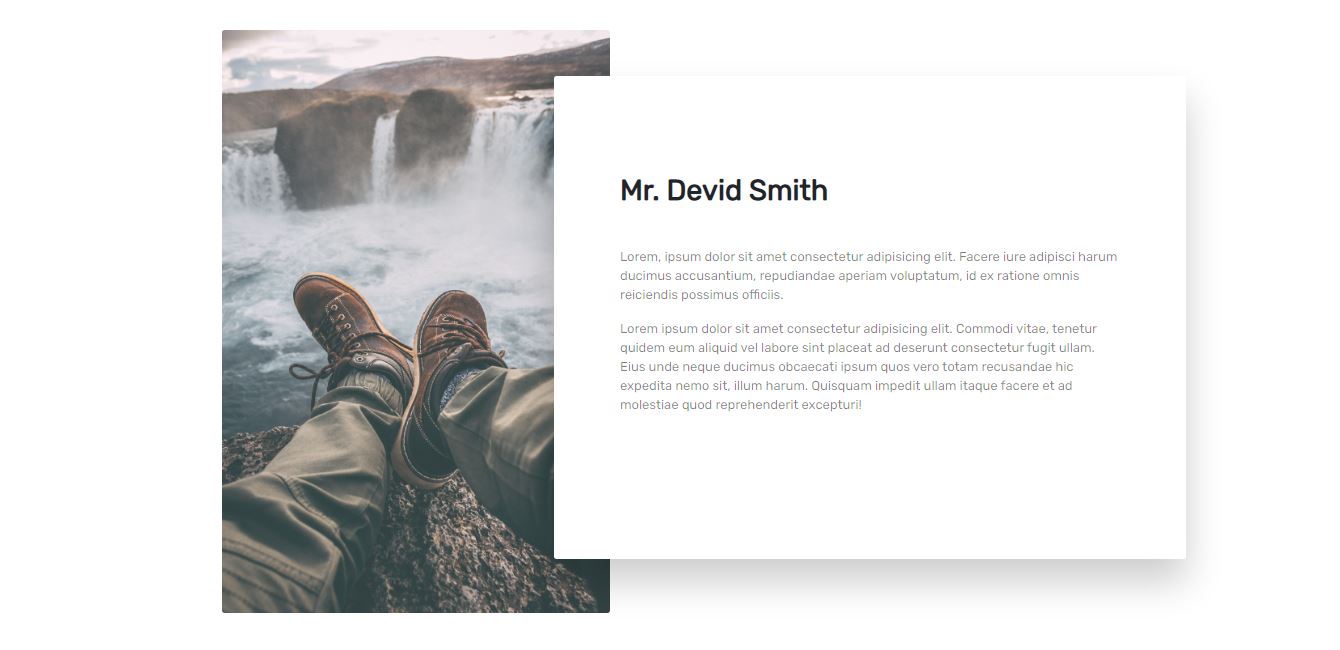 Mr. Devid Smith
Lorem, ipsum dolor sit amet consectetur adipisicing elit. Facere iure adipisci harum
ducimus accusantium, repudiandae aperiam voluptatum, id ex ratione omnis
reiciendis possimus officiis.
Lorem ipsum dolor sit amet consectetur adipisicing elit. Commodi vitae, tenetur
quidem eum aliquid vel labore sint placeat ad deserunt consectetur fugit ullam.
Eius unde neque ducimus obcaecati ipsum quos vero totam recusandae hic
expedita nemo sit, illum harum. Quisquam impedit ullam itaque facere et ad
molestiae quod reprehenderit excepturi!